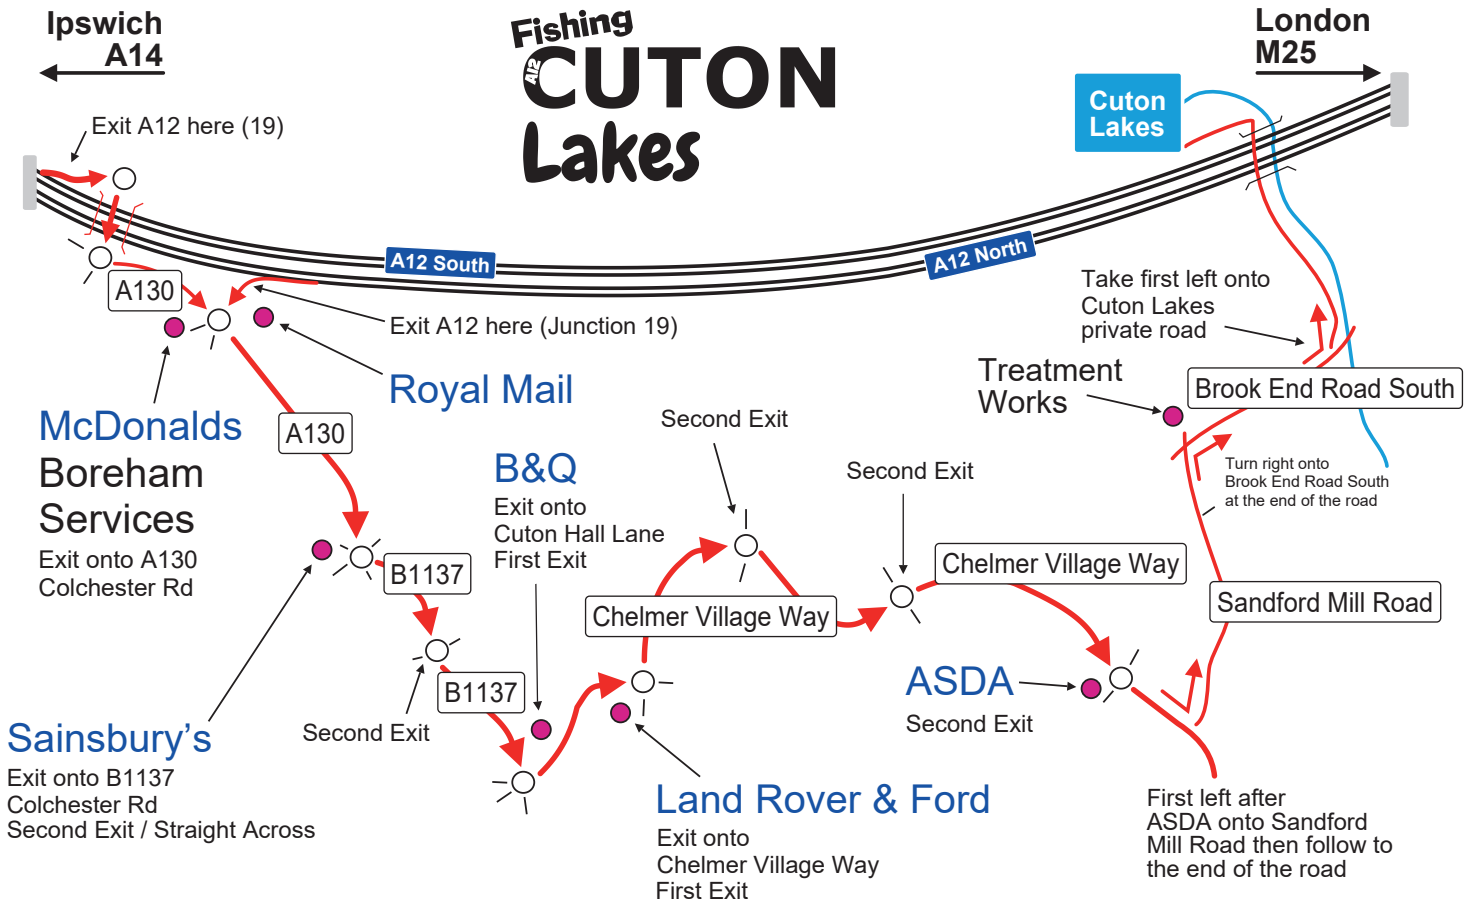 Ipswich
A14
Fishing
A12
CUTON
Lakes
London
M25
Cuton
Lakes
Exit A12 here (19)
A12 South
A12 North
A130
Exit A12 here (Junction 19)
Take first left onto
Cuton Lakes
private road
Royal Mail
McDonalds
Boreham
Services
Exit onto A130
Colchester Rd
A130
Treatment
Works
Brook End Road South
Turn right onto
Brook End Road South
at the end of the road
B&Q
Exit onto
Cuton Hall Lane
First Exit
Second Exit
Second Exit
B1137
Chelmer Village Way
Chelmer Village Way
Sandford Mill Road
B1137
Second Exit
Sainsbury's
Exit onto B1137
Colchester Rd
Second Exit / Straight Across
ASDA
Second Exit
Land Rover & Ford
Exit onto
Chelmer Village Way
First Exit
First left after
ASDA onto Sandford
Mill Road then follow to
the end of the road